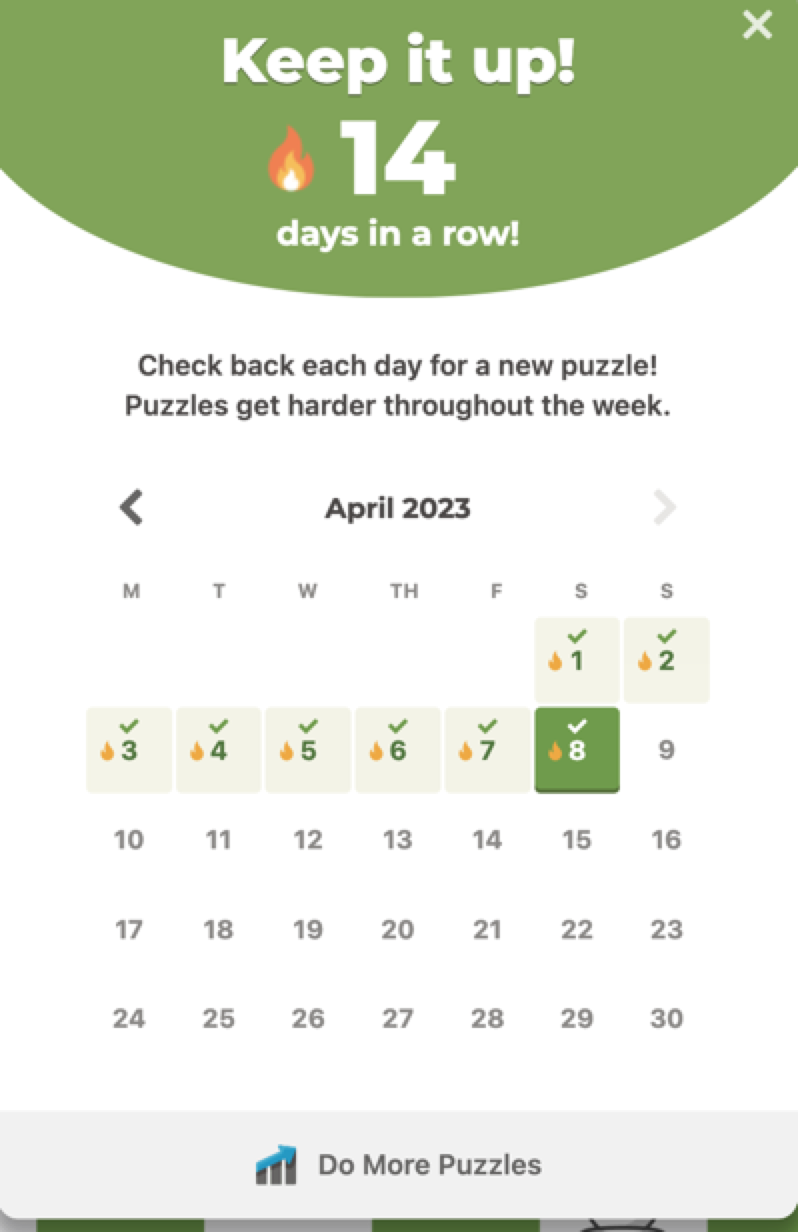 Keep it up!
14
days in a row!
Check back each day for a new puzzle!
Puzzles get harder throughout the week.
April 2023
M T W TH F S S
1 2
3 4 5 6 7 8 9
10 11 12 13 14 15 16
17 18 19 20 21 22 23
24 25 26 27 28 29 30
Do More Puzzles